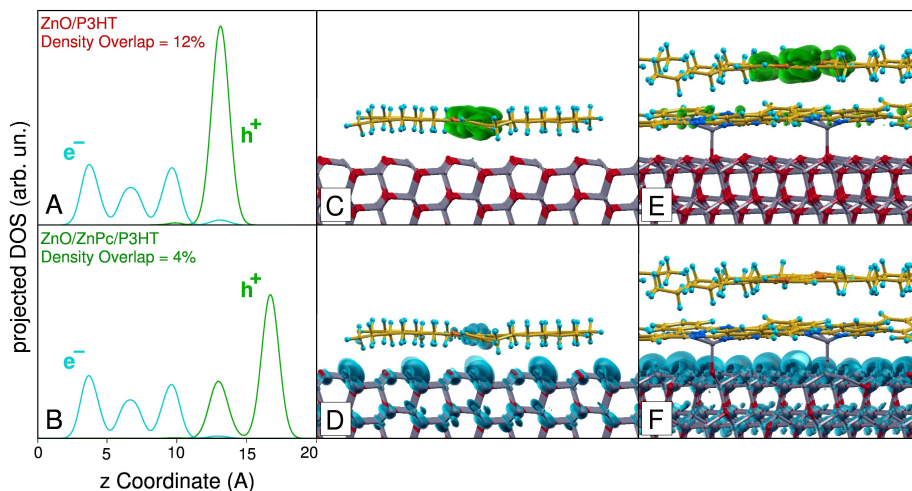 ZnO/P3HT
Density Overlap = 12%
e−
h+
A
C
E
ZnO/ZnPc/P3HT
Density Overlap = 4%
e−
h+
B
D
F
projected DOS (arb. un.)
0 5 10 15 20
z Coordinate (A)